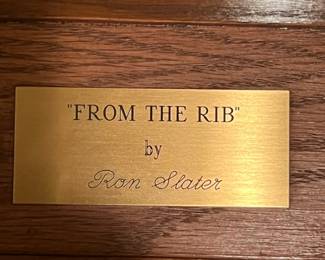 "FROM THE RIB"
by
Ron Slater